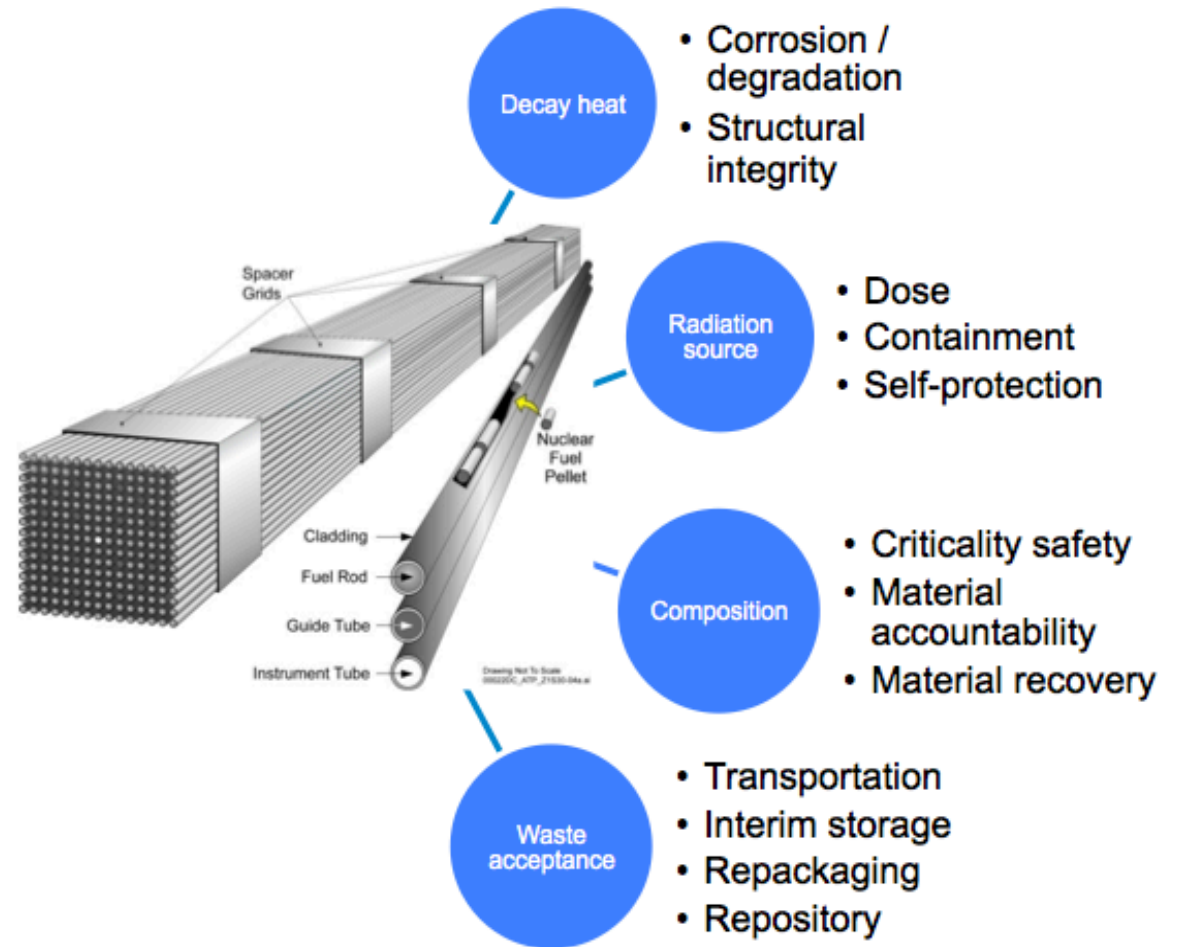 Decay heat
• Corrosion /
degradation
• Structural
integrity
Spacer
Grids
Radiation
source
• Dose
• Containment
• Self-protection
Nuclear
Fuel
Pellet
Cladding
Fuel Rod
Guide Tube
Instrument Tube
Drawing Not To Scale
Composition
• Criticality safety
• Material
accountability
• Material recovery
Waste
acceptance
• Transportation
• Interim storage
• Repackaging
• Repository